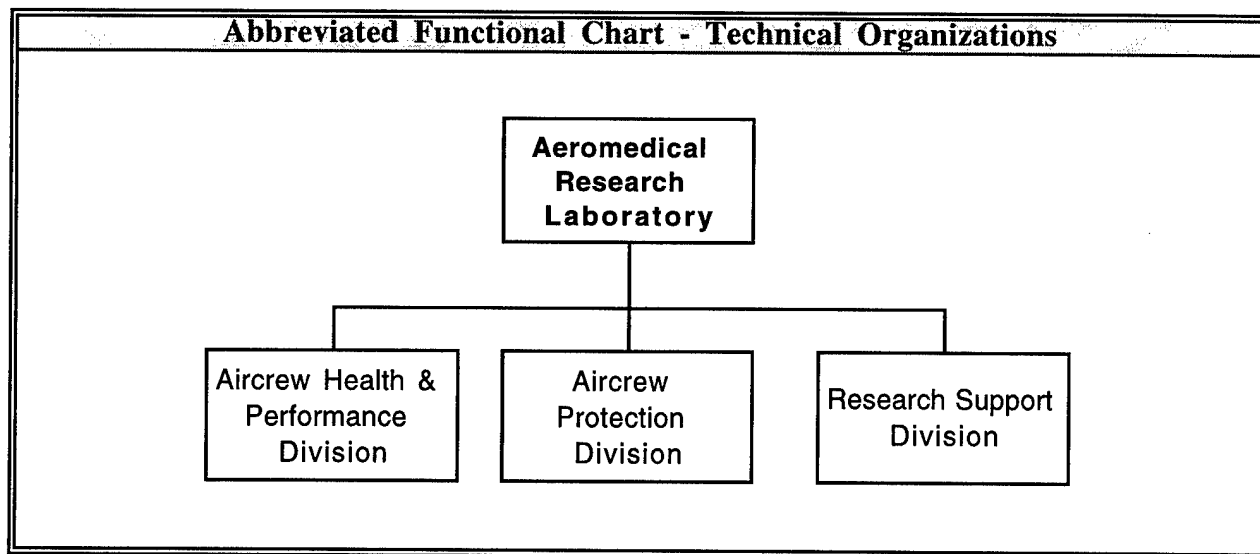 Abbreviated Functional Chart - Technical Organizations
Aeromedical
Research
Laboratory
Aircrew Health &
Performance
Division
Aircrew
Protection
Division
Research Support
Division